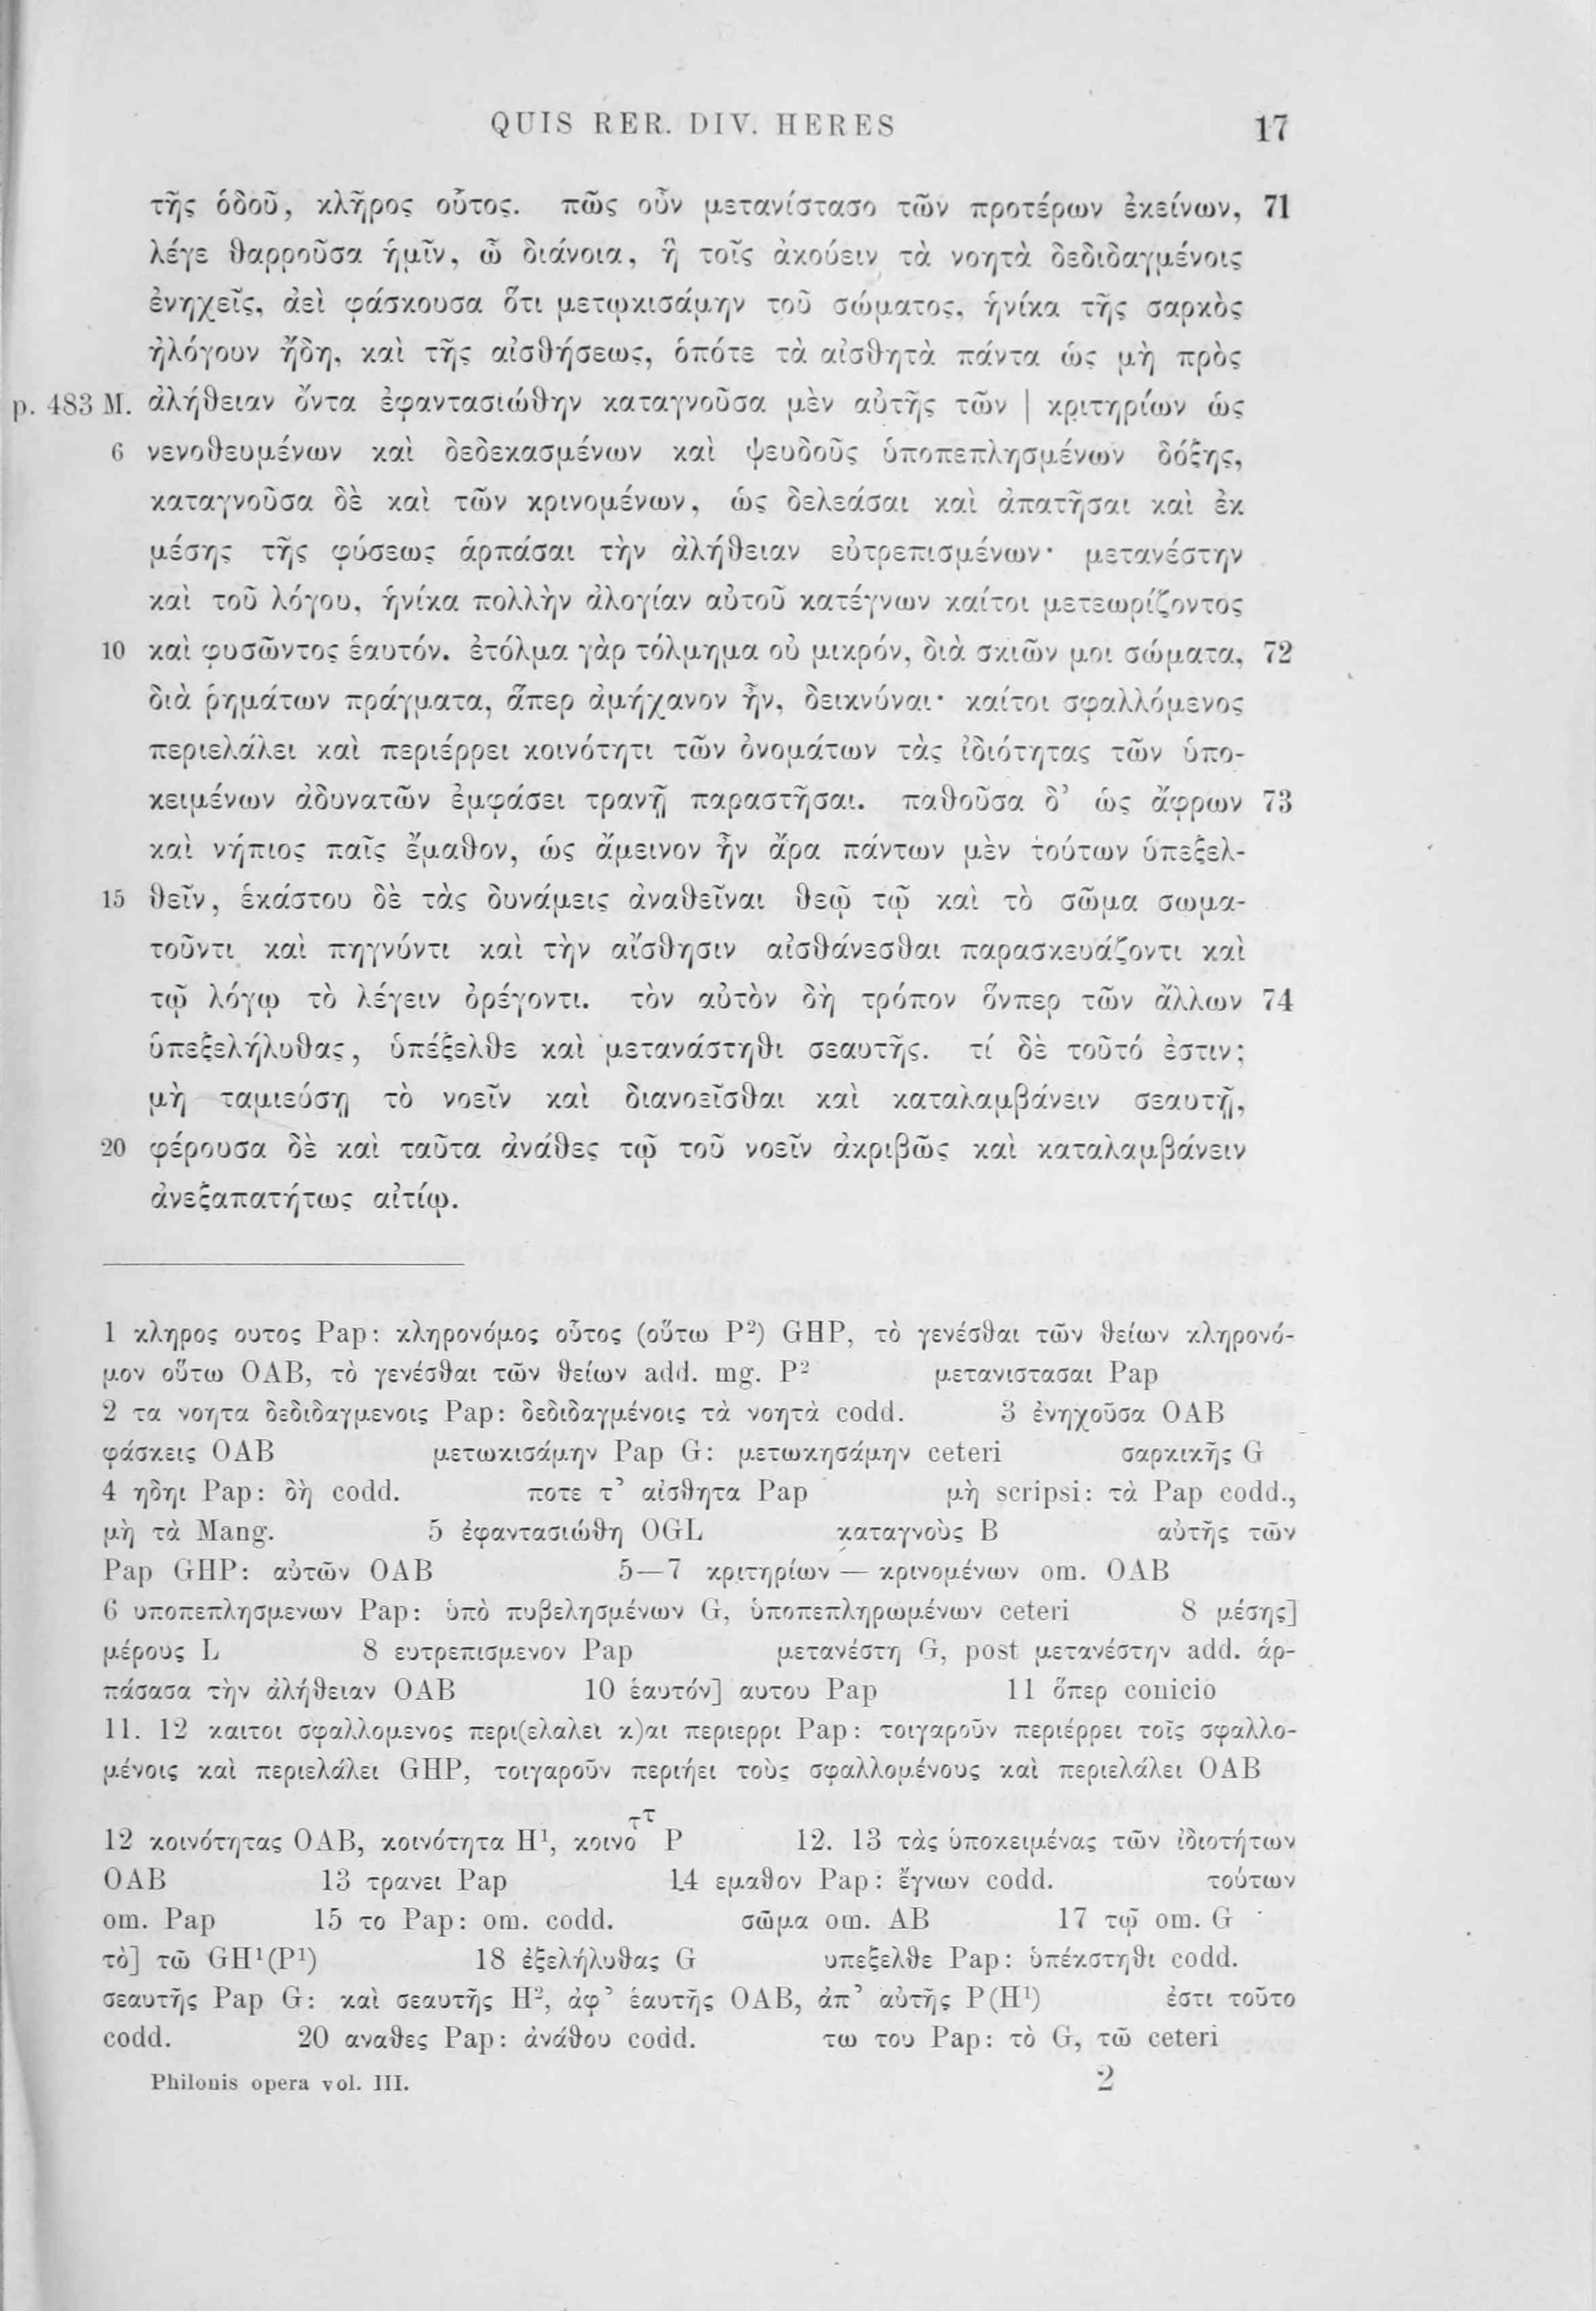 QUIS RER. DIV. HERES 17
τῆς ὁδοῦ, κλῆρος οὗτος. πῶς οὖν μετανίστασο τῶν προτέρων ἐκείνων, 71
λέγε θαρροῦσα ἡμῖν, ὦ διάνοια, ἣ τοῖς ἀκούειν τὰ νοητὰ δεδιδαγμένοις
ἐνηχεῖς, ἀεὶ φάσκουσα ὅτι μετῳκισάμην τοῦ σώματος, ἡνίκα τῆς σαρκὸς
ἠλόγουν ἤδη, καὶ τῆς αἰσθήσεως, ὁπότε τὰ αἰσθητὰ πάντα ὡς μὴ πρὸς
p. 483 M. ἀλήθειαν ὄντα ἐφαντασιώθην καταγνοῦσα μὲν αὐτῆς τῶν | κριτηρίων ὡς
6 νενοθευμένων καὶ δεδεκασμένων καὶ ψευδοῦς ὑποπεπλησμένων δόξης,
καταγνοῦσα δὲ καὶ τῶν κρινομένων, ὡς δελεάσαι καὶ ἀπατῆσαι καὶ ἐκ
μέσης τῆς φύσεως ἁρπάσαι τὴν ἀλήθειαν εὐτρεπισμένων· μετανέστην
καὶ τοῦ λόγου, ἡνίκα πολλὴν ἀλογίαν αὐτοῦ κατέγνων καίτοι μετεωρίζοντος
10 καὶ φυσῶντος ἑαυτόν. ἐτόλμα γὰρ τόλμημα οὐ μικρόν, διὰ σκιῶν μοι σώματα, 72
διὰ ῥημάτων πράγματα, ἅπερ ἀμήχανον ἦν, δεικνύναι· καίτοι σφαλλόμενος
περιελάλει καὶ περιέρρει κοινότητι τῶν ὀνομάτων τὰς ἰδιότητας τῶν ὑπο-
κειμένων ἀδυνατῶν ἐμφάσει τρανῇ παραστῆσαι. παθοῦσα δ’ ὡς ἄφρων 73
καὶ νήπιος παῖς ἔμαθον, ὡς ἄμεινον ἦν ἄρα πάντων μὲν τούτων ὑπεξελ-
15 θεῖν, ἑκάστου δὲ τὰς δυνάμεις ἀναθεῖναι θεῷ τῷ καὶ τὸ σῶμα σωμα-
τοῦντι καὶ πηγνύντι καὶ τὴν αἴσθησιν αἰσθάνεσθαι παρασκευάζοντι καὶ
τῷ λόγῳ τὸ λέγειν ὀρέγοντι. τὸν αὐτὸν δὴ τρόπον ὅνπερ τῶν ἄλλων 74
ὑπεξελήλυθας, ὑπέξελθε καὶ μετανάστηθι σεαυτῆς. τί δὲ τοῦτό ἐστιν;
μὴ ταμιεύσῃ τὸ νοεῖν καὶ διανοεῖσθαι καὶ καταλαμβάνειν σεαυτῇ,
20 φέρουσα δὲ καὶ ταῦτα ἀνάθες τῷ τοῦ νοεῖν ἀκριβῶς καὶ καταλαμβάνειν
ἀνεξαπατήτως αἰτίῳ.
1 κληρος ουτος Pap: κληρονόμος οὗτος (οὕτω P²) GHP, τὸ γενέσθαι τῶν θείων κληρονό-
μον οὕτω OAB, τὸ γενέσθαι τῶν θείων add. mg. P² μετανιστασαι Pap
2 τα νοητα δεδιδαγμενοις Pap: δεδιδαγμένοις τὰ νοητὰ codd. 3 ἐνηχοῦσα OAB
φάσκεις OAB μετωκισάμην Pap G: μετωκησάμην ceteri σαρκικῆς G
4 ηδηι Pap: δὴ codd. ποτε τ’ αἰσθητα Pap μὴ scripsi: τὰ Pap codd.,
μὴ τὰ Mang. 5 ἐφαντασιώθη OGL καταγνοὺς B αὐτῆς τῶν
Pap GHP: αὐτῶν OAB 5—7 κριτηρίων — κρινομένων om. OAB
6 υποπεπλησμενων Pap: ὑπὸ πυβελησμένων G, ὑποπεπληρωμένων ceteri 8 μέσης]
μέρους L 8 ευτρεπισμενον Pap μετανέστη G, post μετανέστην add. ἁρ-
πάσασα τὴν ἀλήθειαν OAB 10 ἑαυτόν] αυτου Pap 11 ὅπερ conicio
11. 12 καιτοι σφαλλομενος περι(ελαλει κ)αι περιερρι Pap: τοιγαροῦν περιέρρει τοῖς σφαλλο-
μένοις καὶ περιελάλει GHP, τοιγαροῦν περιῄει τοὺς σφαλλομένους καὶ περιελάλει OAB
12 κοινότητας OAB, κοινότητα H¹, κοινοττ P 12. 13 τὰς ὑποκειμένας τῶν ἰδιοτήτων
OAB 13 τρανει Pap 14 εμαθον Pap: ἔγνων codd. τούτων
om. Pap 15 το Pap: om. codd. σῶμα om. AB 17 τῷ om. G
τὸ] τῶ GH¹(P¹) 18 ἐξελήλυθας G υπεξελθε Pap: ὑπέκστηθι codd.
σεαυτῆς Pap G: καὶ σεαυτῆς H², ἀφ’ ἑαυτῆς OAB, ἀπ’ αὐτῆς P(H¹) ἐστι τοῦτο
codd. 20 αναθες Pap: ἀνάθου codd. τω του Pap: τὸ G, τῶ ceteri
Philonis opera vol. III. 2